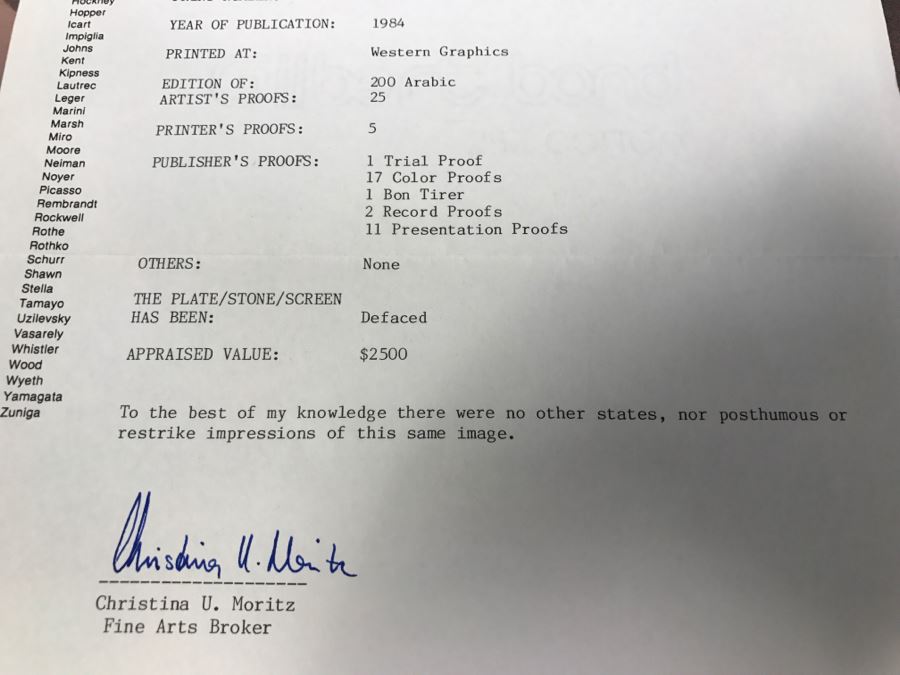 Hockney
Hopper
Icart
Impiglia
Johns
Kent
Kipness
Lautrec
Leger
Marini
Marsh
Miro
Moore
Neiman
Noyer
Picasso
Rembrandt
Rockwell
Rothe
Rothko
Schurr
Shawn
Stella
Tamayo
Uzilevsky
Vasarely
Whistler
Wood
Wyeth
Yamagata
Zuniga
YEAR OF PUBLICATION: 1984
PRINTED AT: Western Graphics
EDITION OF: 200 Arabic
ARTIST'S PROOFS: 25
PRINTER'S PROOFS: 5
PUBLISHER'S PROOFS: 1 Trial Proof
17 Color Proofs
1 Bon Tirer
2 Record Proofs
11 Presentation Proofs
OTHERS: None
THE PLATE/STONE/SCREEN
HAS BEEN: Defaced
APPRAISED VALUE: $2500
To the best of my knowledge there were no other states, nor posthumous or
restrike impressions of this same image.
Christina U. Moritz
Christina U. Moritz
Fine Arts Broker